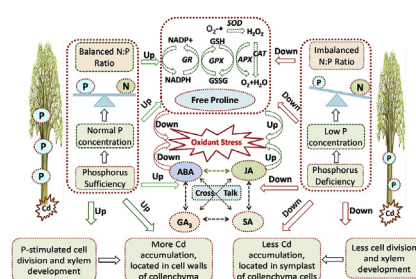 Balanced N:P
Ratio
P
N
Normal P
concentration
Phosphorus
Sufficiency
P
P
P
Cd
Up
Up
Up
Up
Up
NADP+
GR
NADPH
O₂·•
SOD
H₂O₂
GSH
GPX
GSSG
APX
CAT
O₂+H₂O
Free Proline
Down
Down
Up
Up
Oxidant Stress
ABA
JA
Cross
Talk
GA₃
SA
Down
Down
Down
Down
Down
Imbalanced
N:P Ratio
P
N
Low P
concentration
Phosphorus
Deficiency
P
Cd
P-stimulated cell
division and xylem
development
More Cd
accumulation,
located in cell walls
of collenchyma
Less Cd
accumulation,
located in symplast
of collenchyma cells
Less cell division
and xylem
development